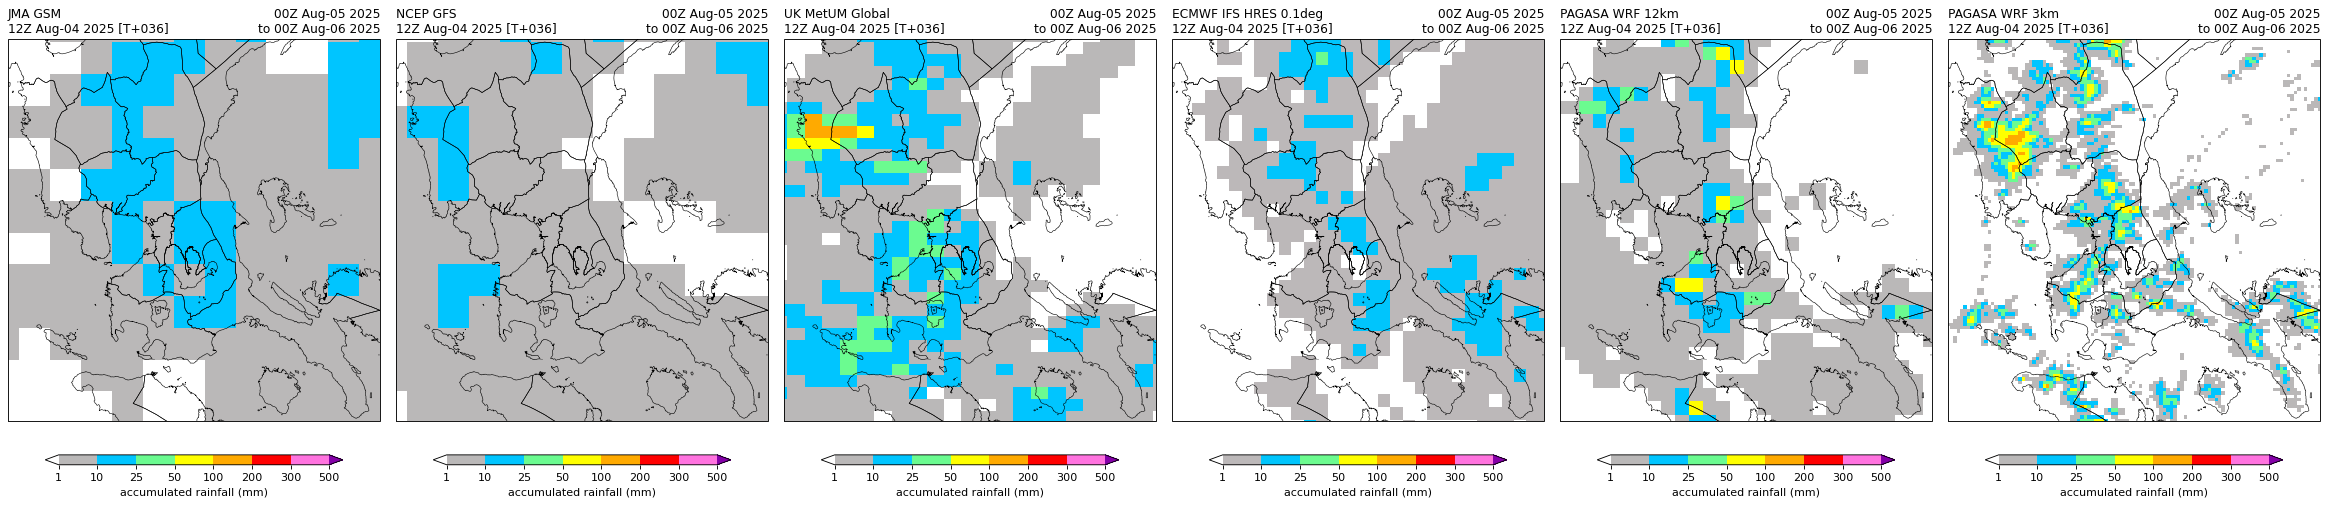 JMA GSM 00Z Aug-05 2025
12Z Aug-04 2025 [T+036] to 00Z Aug-06 2025
1 10 25 50 100 200 300 500
accumulated rainfall (mm)
NCEP GFS 00Z Aug-05 2025
12Z Aug-04 2025 [T+036] to 00Z Aug-06 2025
1 10 25 50 100 200 300 500
accumulated rainfall (mm)
UK MetUM Global 00Z Aug-05 2025
12Z Aug-04 2025 [T+036] to 00Z Aug-06 2025
1 10 25 50 100 200 300 500
accumulated rainfall (mm)
ECMWF IFS HRES 0.1deg 00Z Aug-05 2025
12Z Aug-04 2025 [T+036] to 00Z Aug-06 2025
1 10 25 50 100 200 300 500
accumulated rainfall (mm)
PAGASA WRF 12km 00Z Aug-05 2025
12Z Aug-04 2025 [T+036] to 00Z Aug-06 2025
1 10 25 50 100 200 300 500
accumulated rainfall (mm)
PAGASA WRF 3km 00Z Aug-05 2025
12Z Aug-04 2025 [T+036] to 00Z Aug-06 2025
1 10 25 50 100 200 300 500
accumulated rainfall (mm)